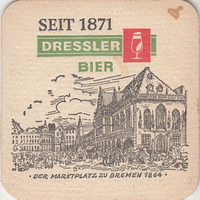 SEIT 1871
DRESSLER
BIER
· DER MARKTPLATZ ZU BREMEN 1864 ·